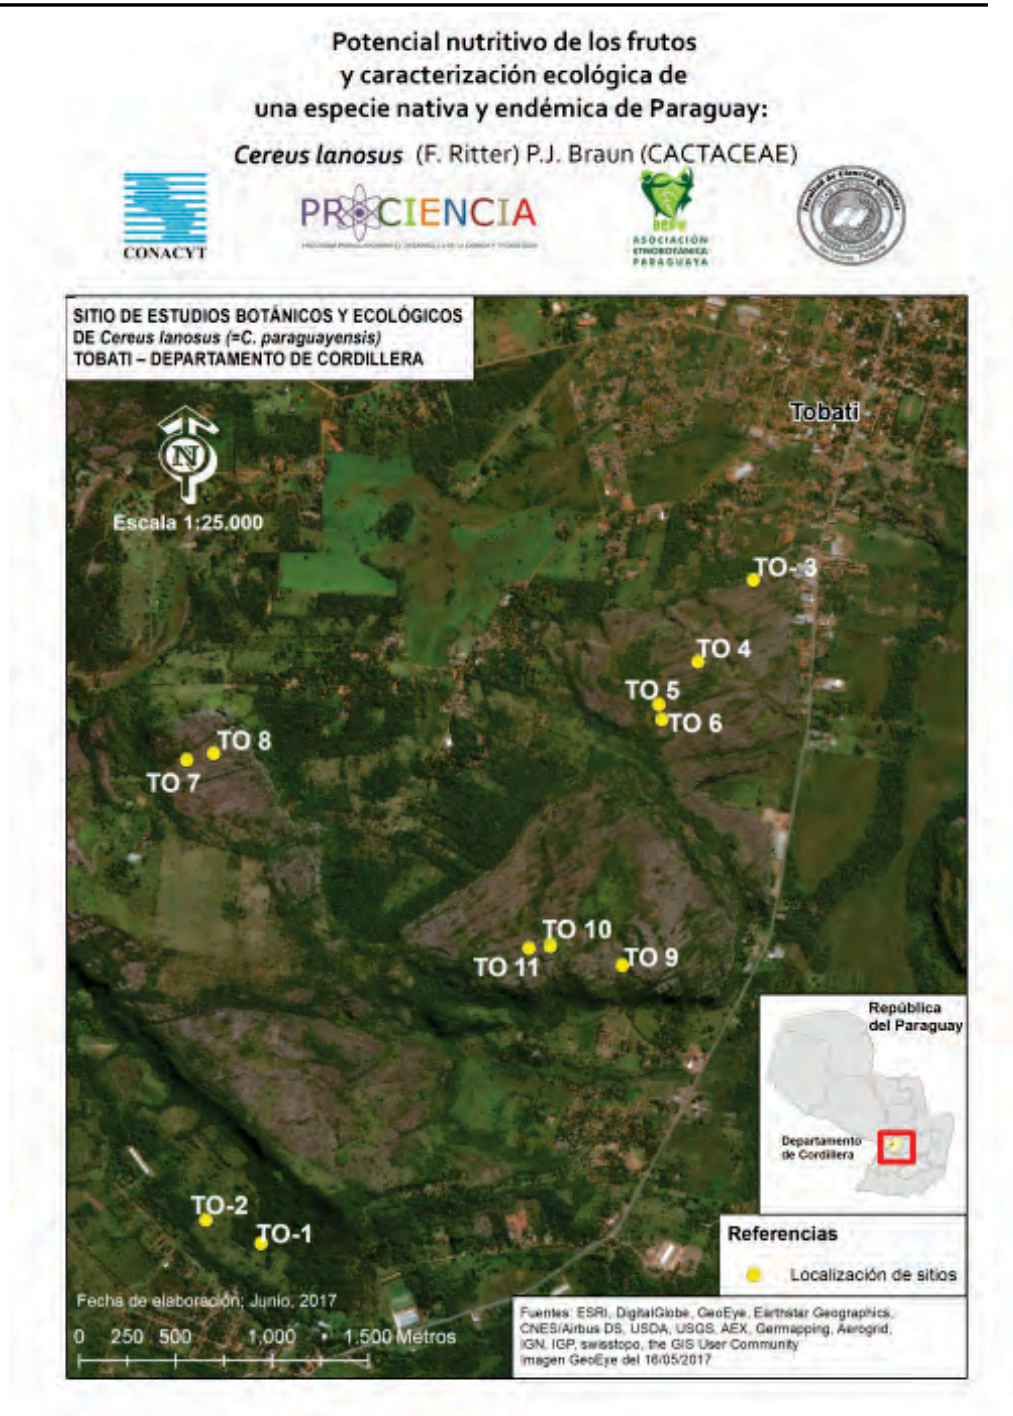 Potencial nutritivo de los frutos
y caracterización ecológica de
una especie nativa y endémica de Paraguay:
Cereus lanosus (F. Ritter) P.J. Braun (CACTACEAE)
CONACYT
PROCIENCIA
ASOCIACIÓN
ETNOBOTÁNICA
PARAGUAYA
SITIO DE ESTUDIOS BOTÁNICOS Y ECOLÓGICOS
DE Cereus lanosus (=C. paraguayensis)
TOBATI – DEPARTAMENTO DE CORDILLERA
Tobati
N
Escala 1:25.000
TO- 3
TO 4
TO 5
TO 6
TO 8
TO 7
TO 10
TO 11
TO 9
República
del Paraguay
Departamento
de Cordillera
TO-2
TO-1
Referencias
Localización de sitios
Fecha de elaboración; Junio, 2017
0 250 500 1.000 1.500 Metros
Fuentes: ESRI, DigitalGlobe, GeoEye, Earthstar Geographics,
CNES/Airbus DS, USDA, USGS, AEX, Germapping, Aerogrid,
IGN, IGP, swisstopo, the GIS User Community
Imagen GeoEye del 16/05/2017